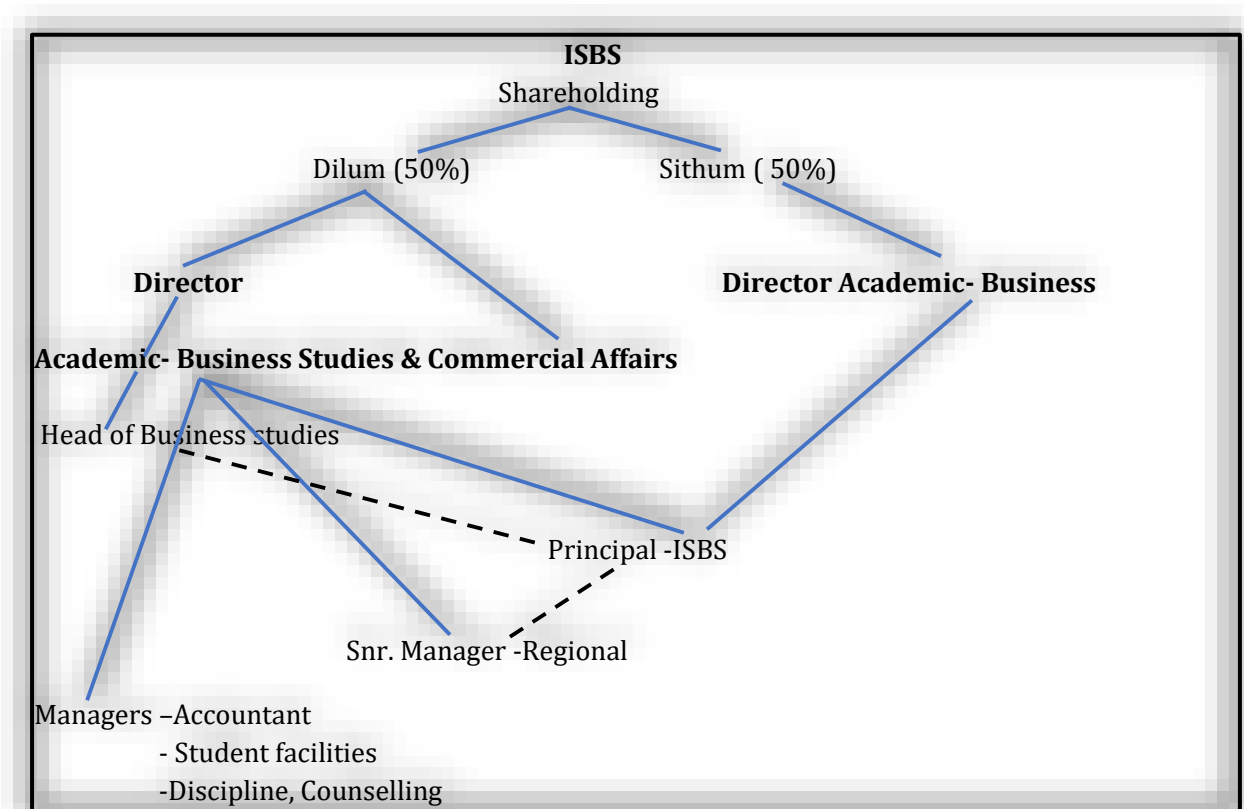 ISBS
Shareholding
Dilum (50%) Sithum ( 50%)
Director Director Academic- Business
Academic- Business Studies & Commercial Affairs
Head of Business studies
Principal -ISBS
Snr. Manager -Regional
Managers –Accountant
- Student facilities
-Discipline, Counselling